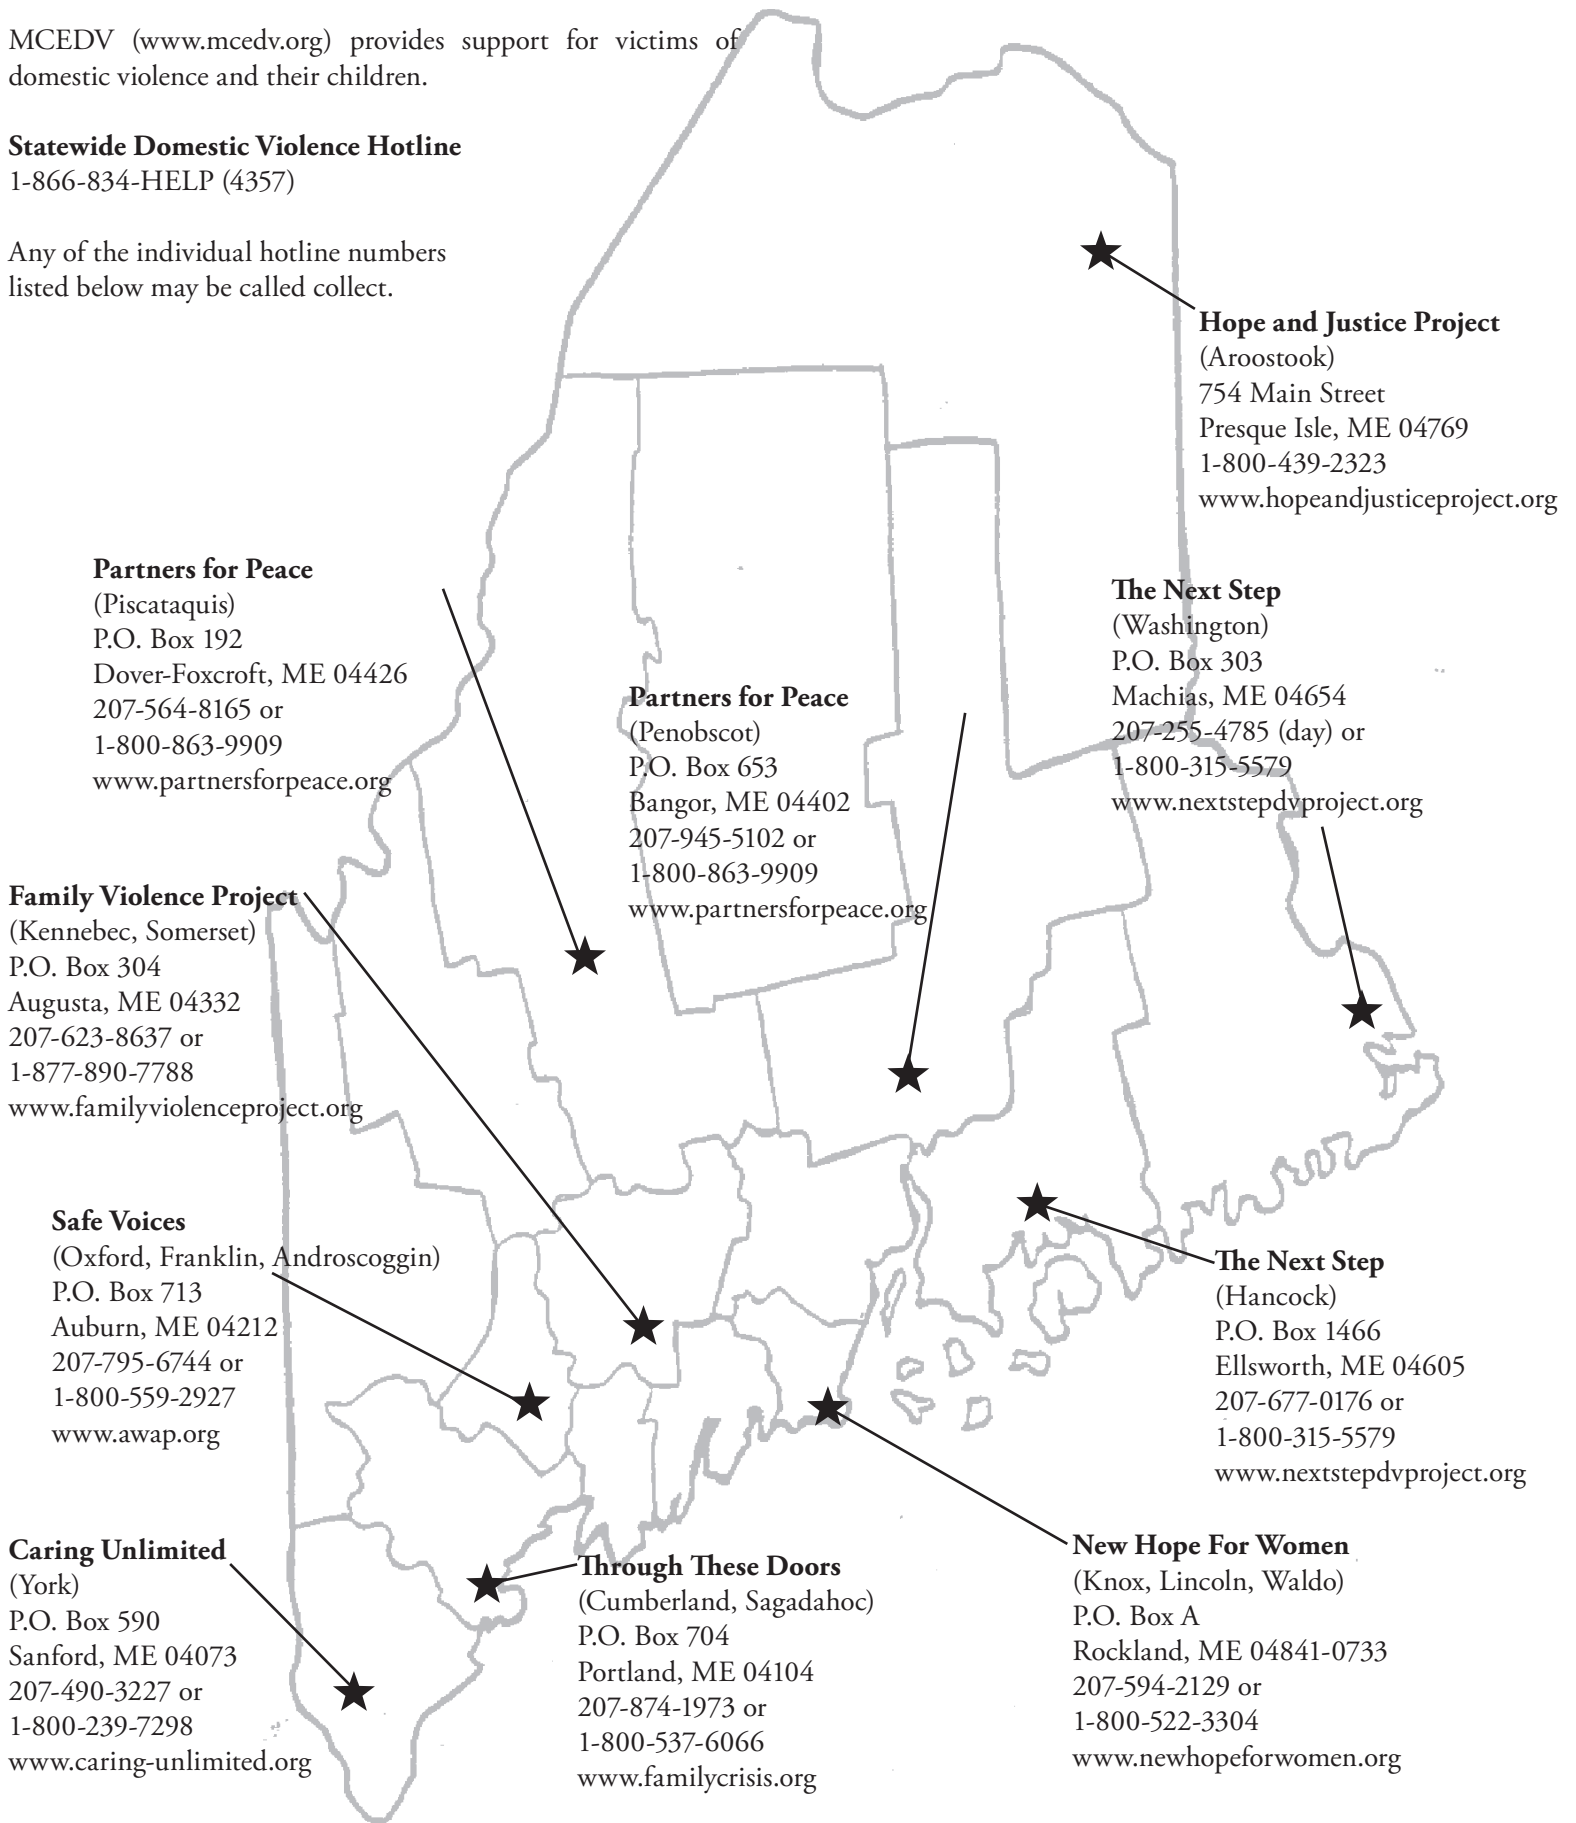 MCEDV (www.mcedv.org) provides support for victims of
domestic violence and their children.
Statewide Domestic Violence Hotline
1-866-834-HELP (4357)
Any of the individual hotline numbers
listed below may be called collect.
Hope and Justice Project
(Aroostook)
754 Main Street
Presque Isle, ME 04769
1-800-439-2323
www.hopeandjusticeproject.org
Partners for Peace
(Piscataquis)
P.O. Box 192
Dover-Foxcroft, ME 04426
207-564-8165 or
1-800-863-9909
www.partnersforpeace.org
The Next Step
(Washington)
P.O. Box 303
Machias, ME 04654
207-255-4785 (day) or
1-800-315-5579
www.nextstepdvproject.org
Partners for Peace
(Penobscot)
P.O. Box 653
Bangor, ME 04402
207-945-5102 or
1-800-863-9909
www.partnersforpeace.org
Family Violence Project
(Kennebec, Somerset)
P.O. Box 304
Augusta, ME 04332
207-623-8637 or
1-877-890-7788
www.familyviolenceproject.org
Safe Voices
(Oxford, Franklin, Androscoggin)
P.O. Box 713
Auburn, ME 04212
207-795-6744 or
1-800-559-2927
www.awap.org
The Next Step
(Hancock)
P.O. Box 1466
Ellsworth, ME 04605
207-677-0176 or
1-800-315-5579
www.nextstepdvproject.org
Caring Unlimited
(York)
P.O. Box 590
Sanford, ME 04073
207-490-3227 or
1-800-239-7298
www.caring-unlimited.org
Through These Doors
(Cumberland, Sagadahoc)
P.O. Box 704
Portland, ME 04104
207-874-1973 or
1-800-537-6066
www.familycrisis.org
New Hope For Women
(Knox, Lincoln, Waldo)
P.O. Box A
Rockland, ME 04841-0733
207-594-2129 or
1-800-522-3304
www.newhopeforwomen.org